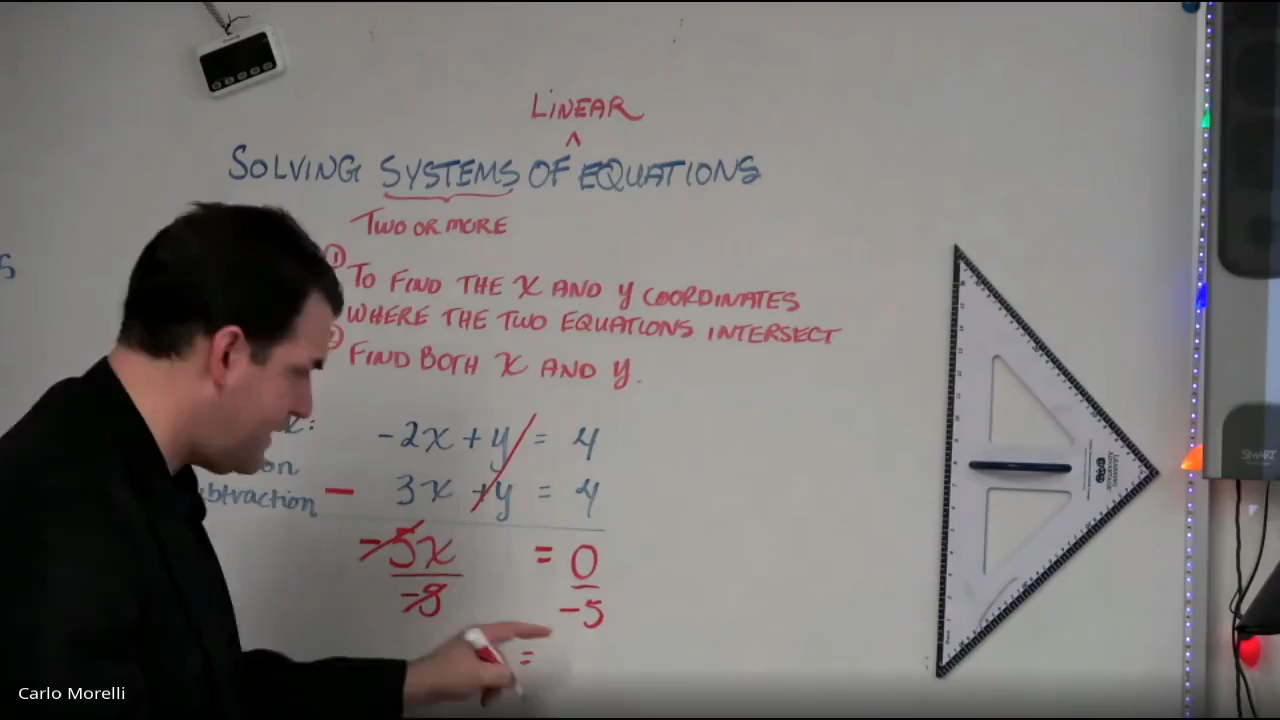 LINEAR
^
SOLVING SYSTEMS OF EQUATIONS
TWO OR MORE
① TO FIND THE X AND Y COORDINATES
WHERE THE TWO EQUATIONS INTERSECT
② FIND BOTH X AND Y.
-2x + y = 4
- 3x + y = 4
-5x = 0
-5 -5
=
SMART
Carlo Morelli